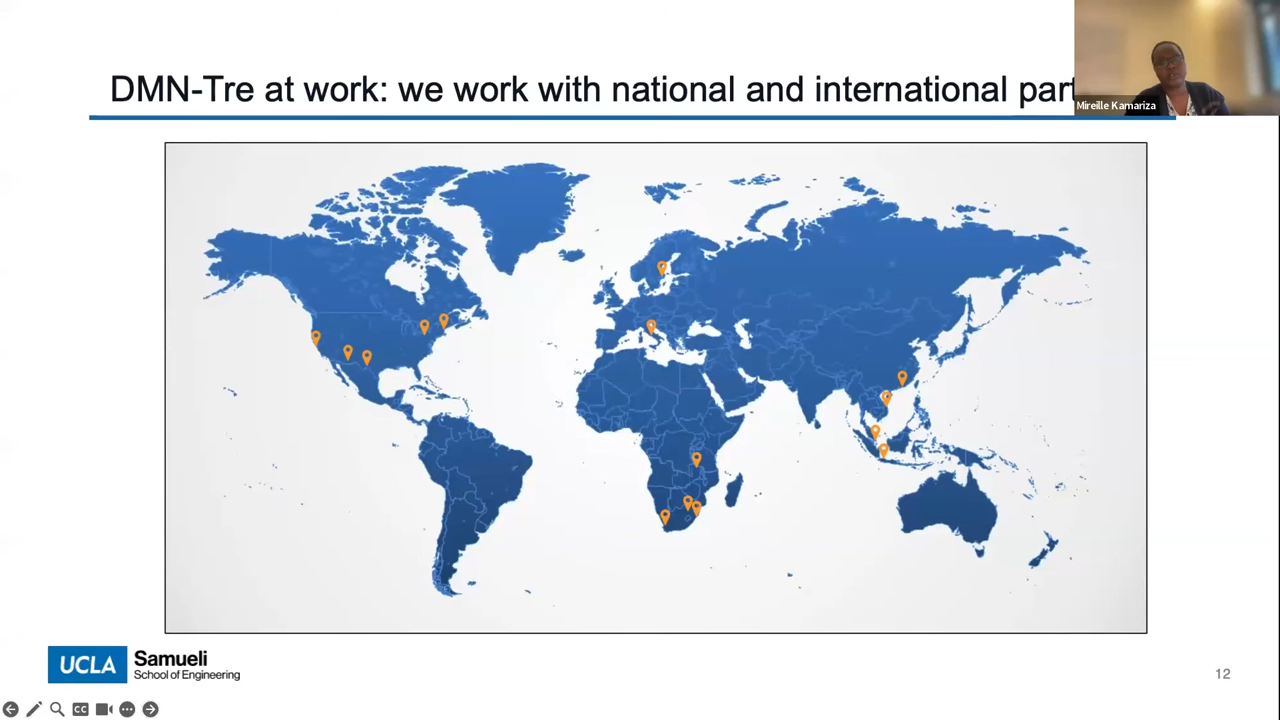 DMN-Tre at work: we work with national and international part
Mireille Kamariza
UCLA
Samueli
School of Engineering
12
CC